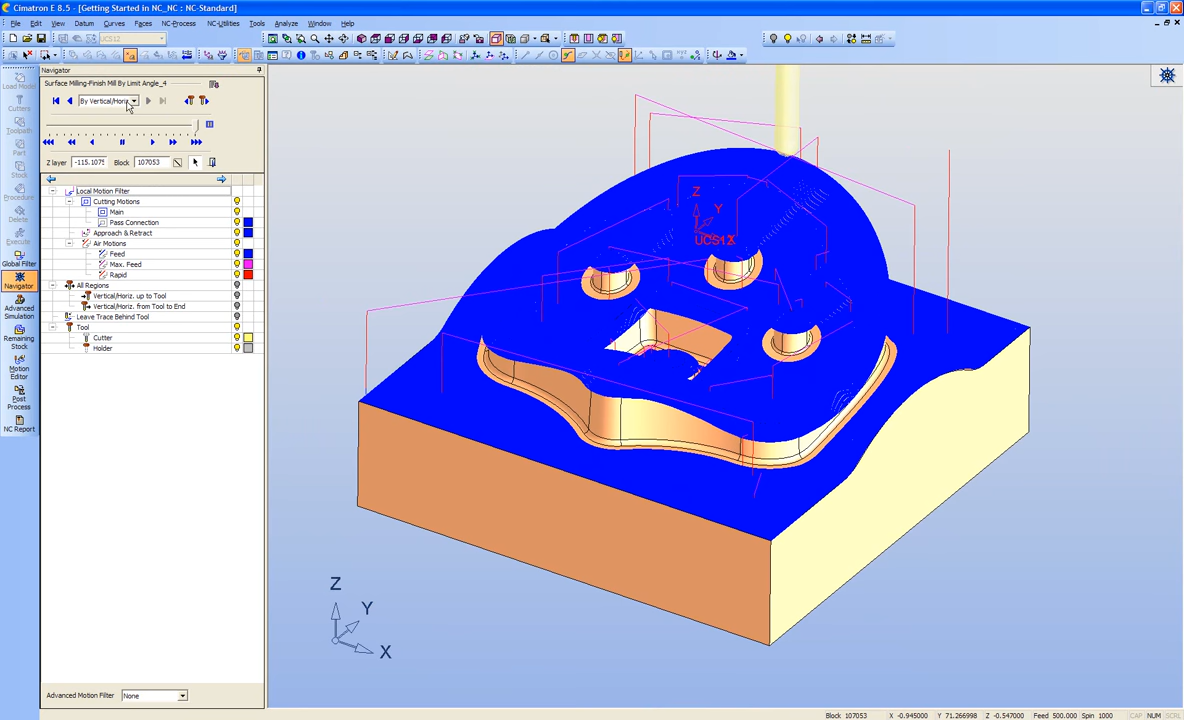 Cimatron E 8.5 - [Getting Started in NC_NC : NC-Standard]
File Edit View Datum Curves Faces NC-Process NC-Utilities Tools Analyze Window Help
UCS12
Navigator
Surface Milling-Finish Mill By Limit Angle_4
By Vertical/Horiz
Z layer -115.1075 Block 107053
Local Motion Filter
Cutting Motions
Main
Pass Connection
Approach & Retract
Air Motions
Feed
Max. Feed
Rapid
All Regions
Vertical/Horiz. up to Tool
Vertical/Horiz. from Tool to End
Leave Trace Behind Tool
Tool
Cutter
Holder
Advanced Motion Filter None
Load Model
Cutters
Toolpath
Part
Stock
Procedure
Delete
Execute
Global Filter
Navigator
Advanced
Simulation
Remaining
Stock
Motion
Editor
Post
Process
NC Report
Z
Y
UCS12
X
Z
Y
X
Block 107053 X -0.945000 Y 71.266998 Z -0.547000 Feed 500.000 Spin 1000 CAP NUM SCRL